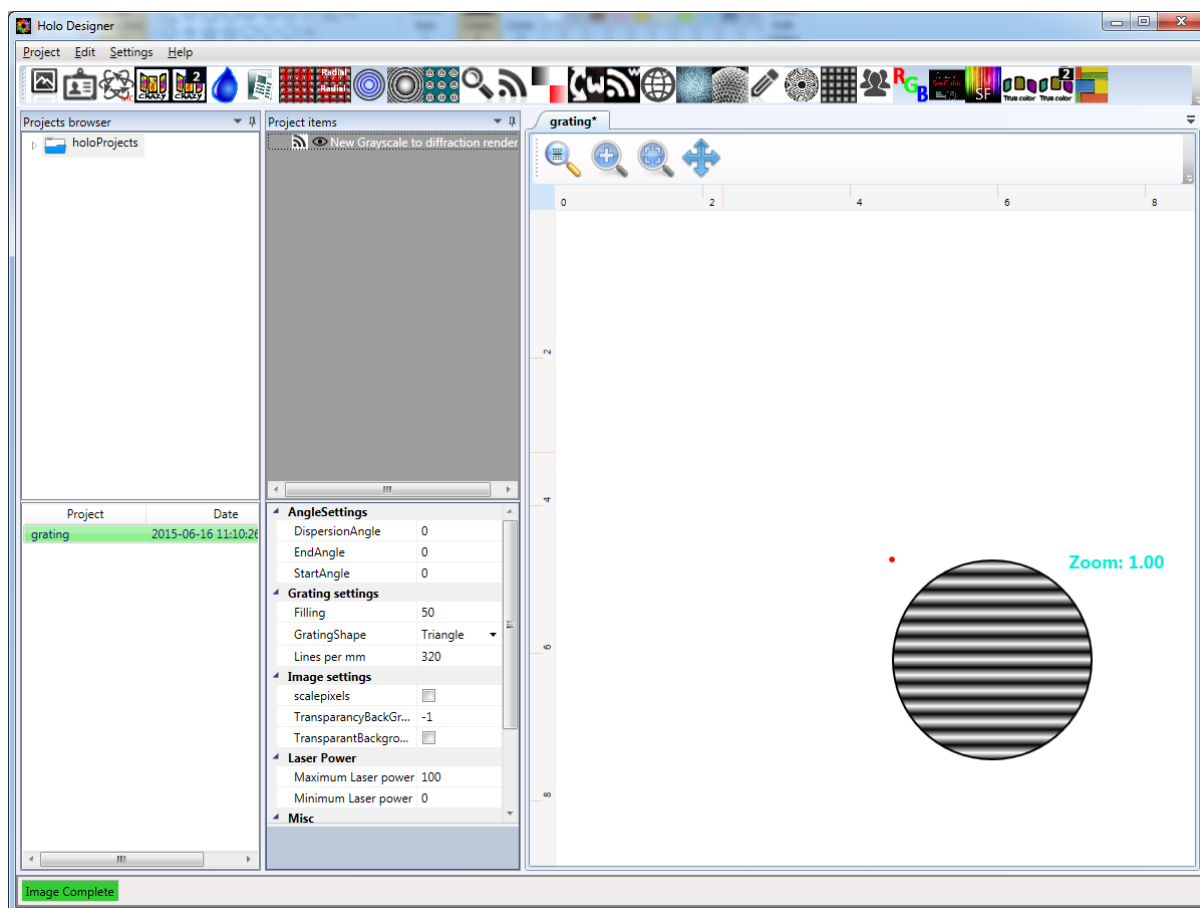 Holo Designer
Project Edit Settings Help
CRAZY
2
CRAZY
Radial
Radial
W
W
RGB
SF
True color
2
True color
Projects browser
holoProjects
Project items
New Grayscale to diffraction render
grating*
0 2 4 6 8
2
4
6
8
Zoom: 1.00
Project Date
grating 2015-06-16 11:10:26
AngleSettings
DispersionAngle 0
EndAngle 0
StartAngle 0
Grating settings
Filling 50
GratingShape Triangle
Lines per mm 320
Image settings
scalepixels
TransparancyBackGr... -1
TransparantBackgro...
Laser Power
Maximum Laser power 100
Minimum Laser power 0
Misc
Image Complete